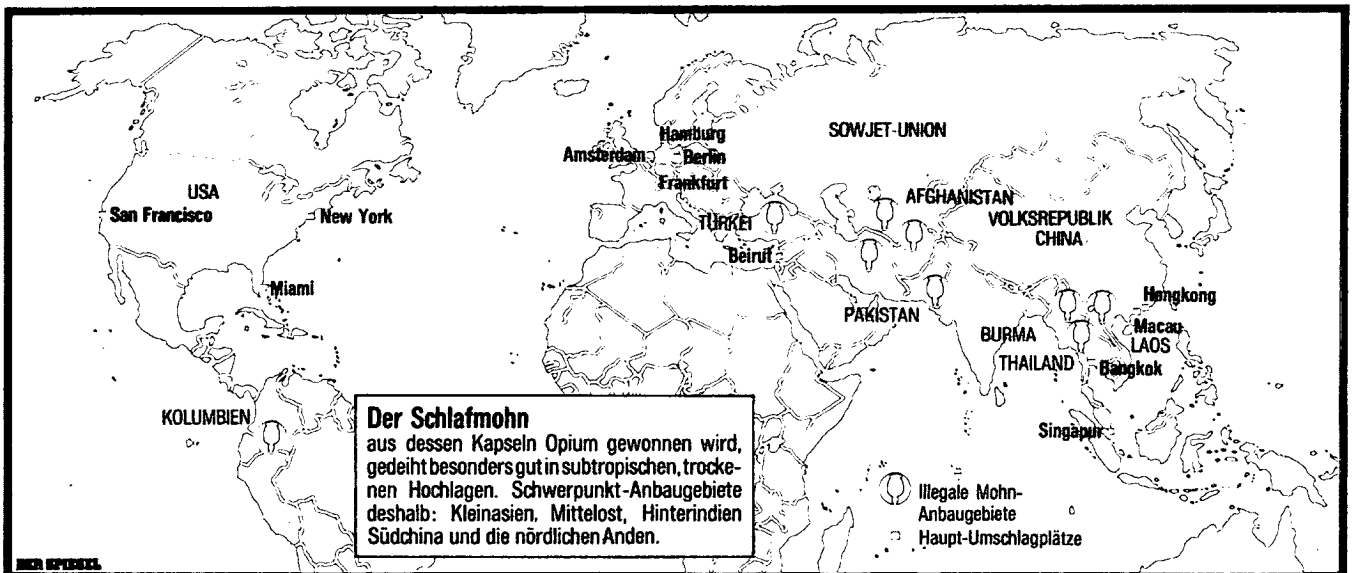 SOWJET-UNION
Hamburg
Amsterdam
Berlin
Frankfurt
USA
San Francisco
New York
TÜRKEI
AFGHANISTAN
VOLKSREPUBLIK
CHINA
Beirut
Miami
PAKISTAN
Hongkong
Macau
BURMA
LAOS
THAILAND
Bangkok
KOLUMBIEN
Singapur
Der Schlafmohn
aus dessen Kapseln Opium gewonnen wird,
gedeiht besonders gut in subtropischen, trocke-
nen Hochlagen. Schwerpunkt-Anbaugebiete
deshalb: Kleinasien, Mittelost, Hinterindien
Südchina und die nördlichen Anden.
Illegale Mohn-
Anbaugebiete
Haupt-Umschlagplätze
DER SPIEGEL